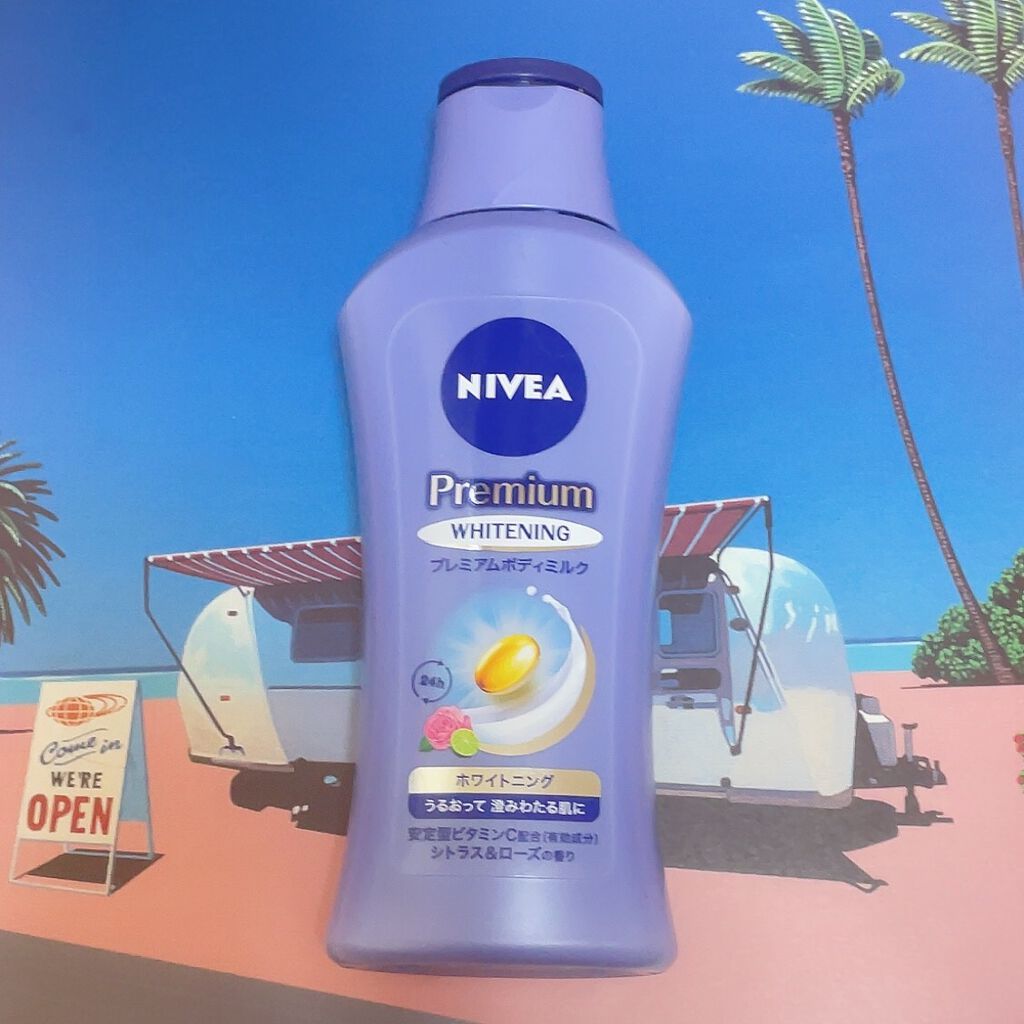 NIVEA
Premium
WHITENING
プレミアムボディミルク
24h
ホワイトニング
うるおって 澄みわたる肌に
安定型ビタミンC配合(有効成分)
シトラス&ローズの香り
Come in
WE'RE
OPEN